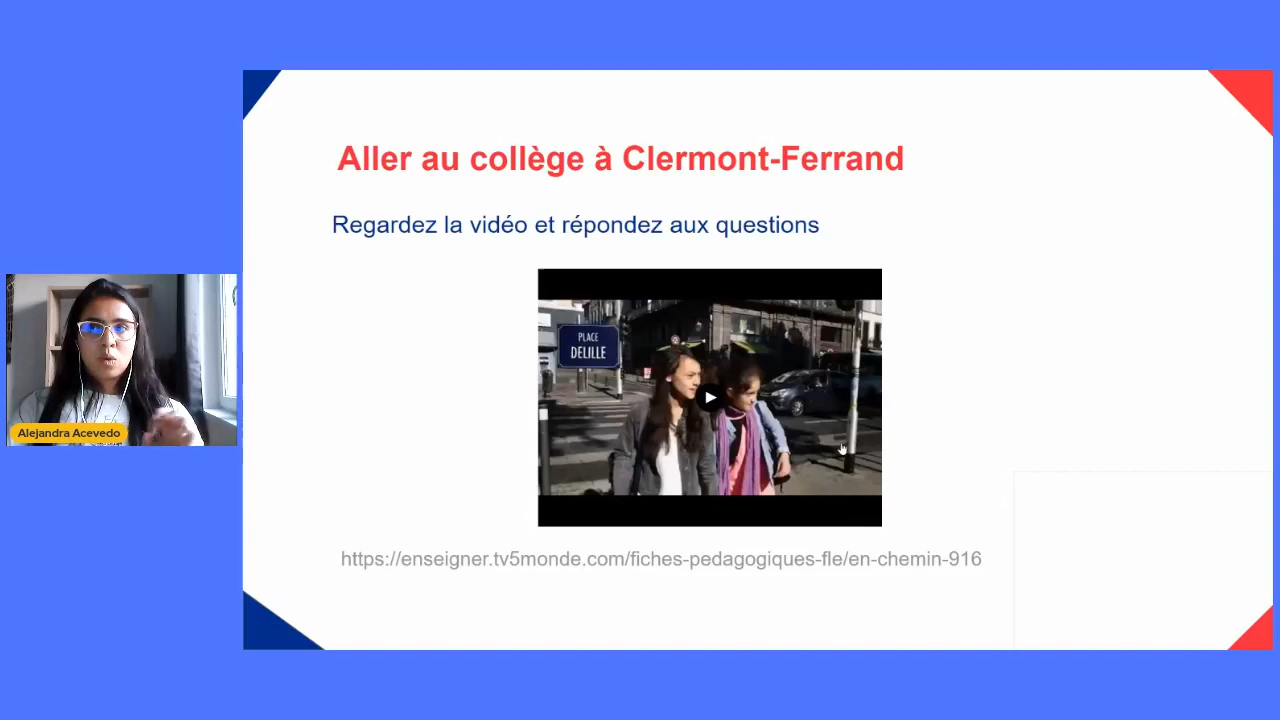 Aller au collège à Clermont-Ferrand
Regardez la vidéo et répondez aux questions
PLACE
DELILLE
https://enseigner.tv5monde.com/fiches-pedagogiques-fle/en-chemin-916
Alejandra Acevedo